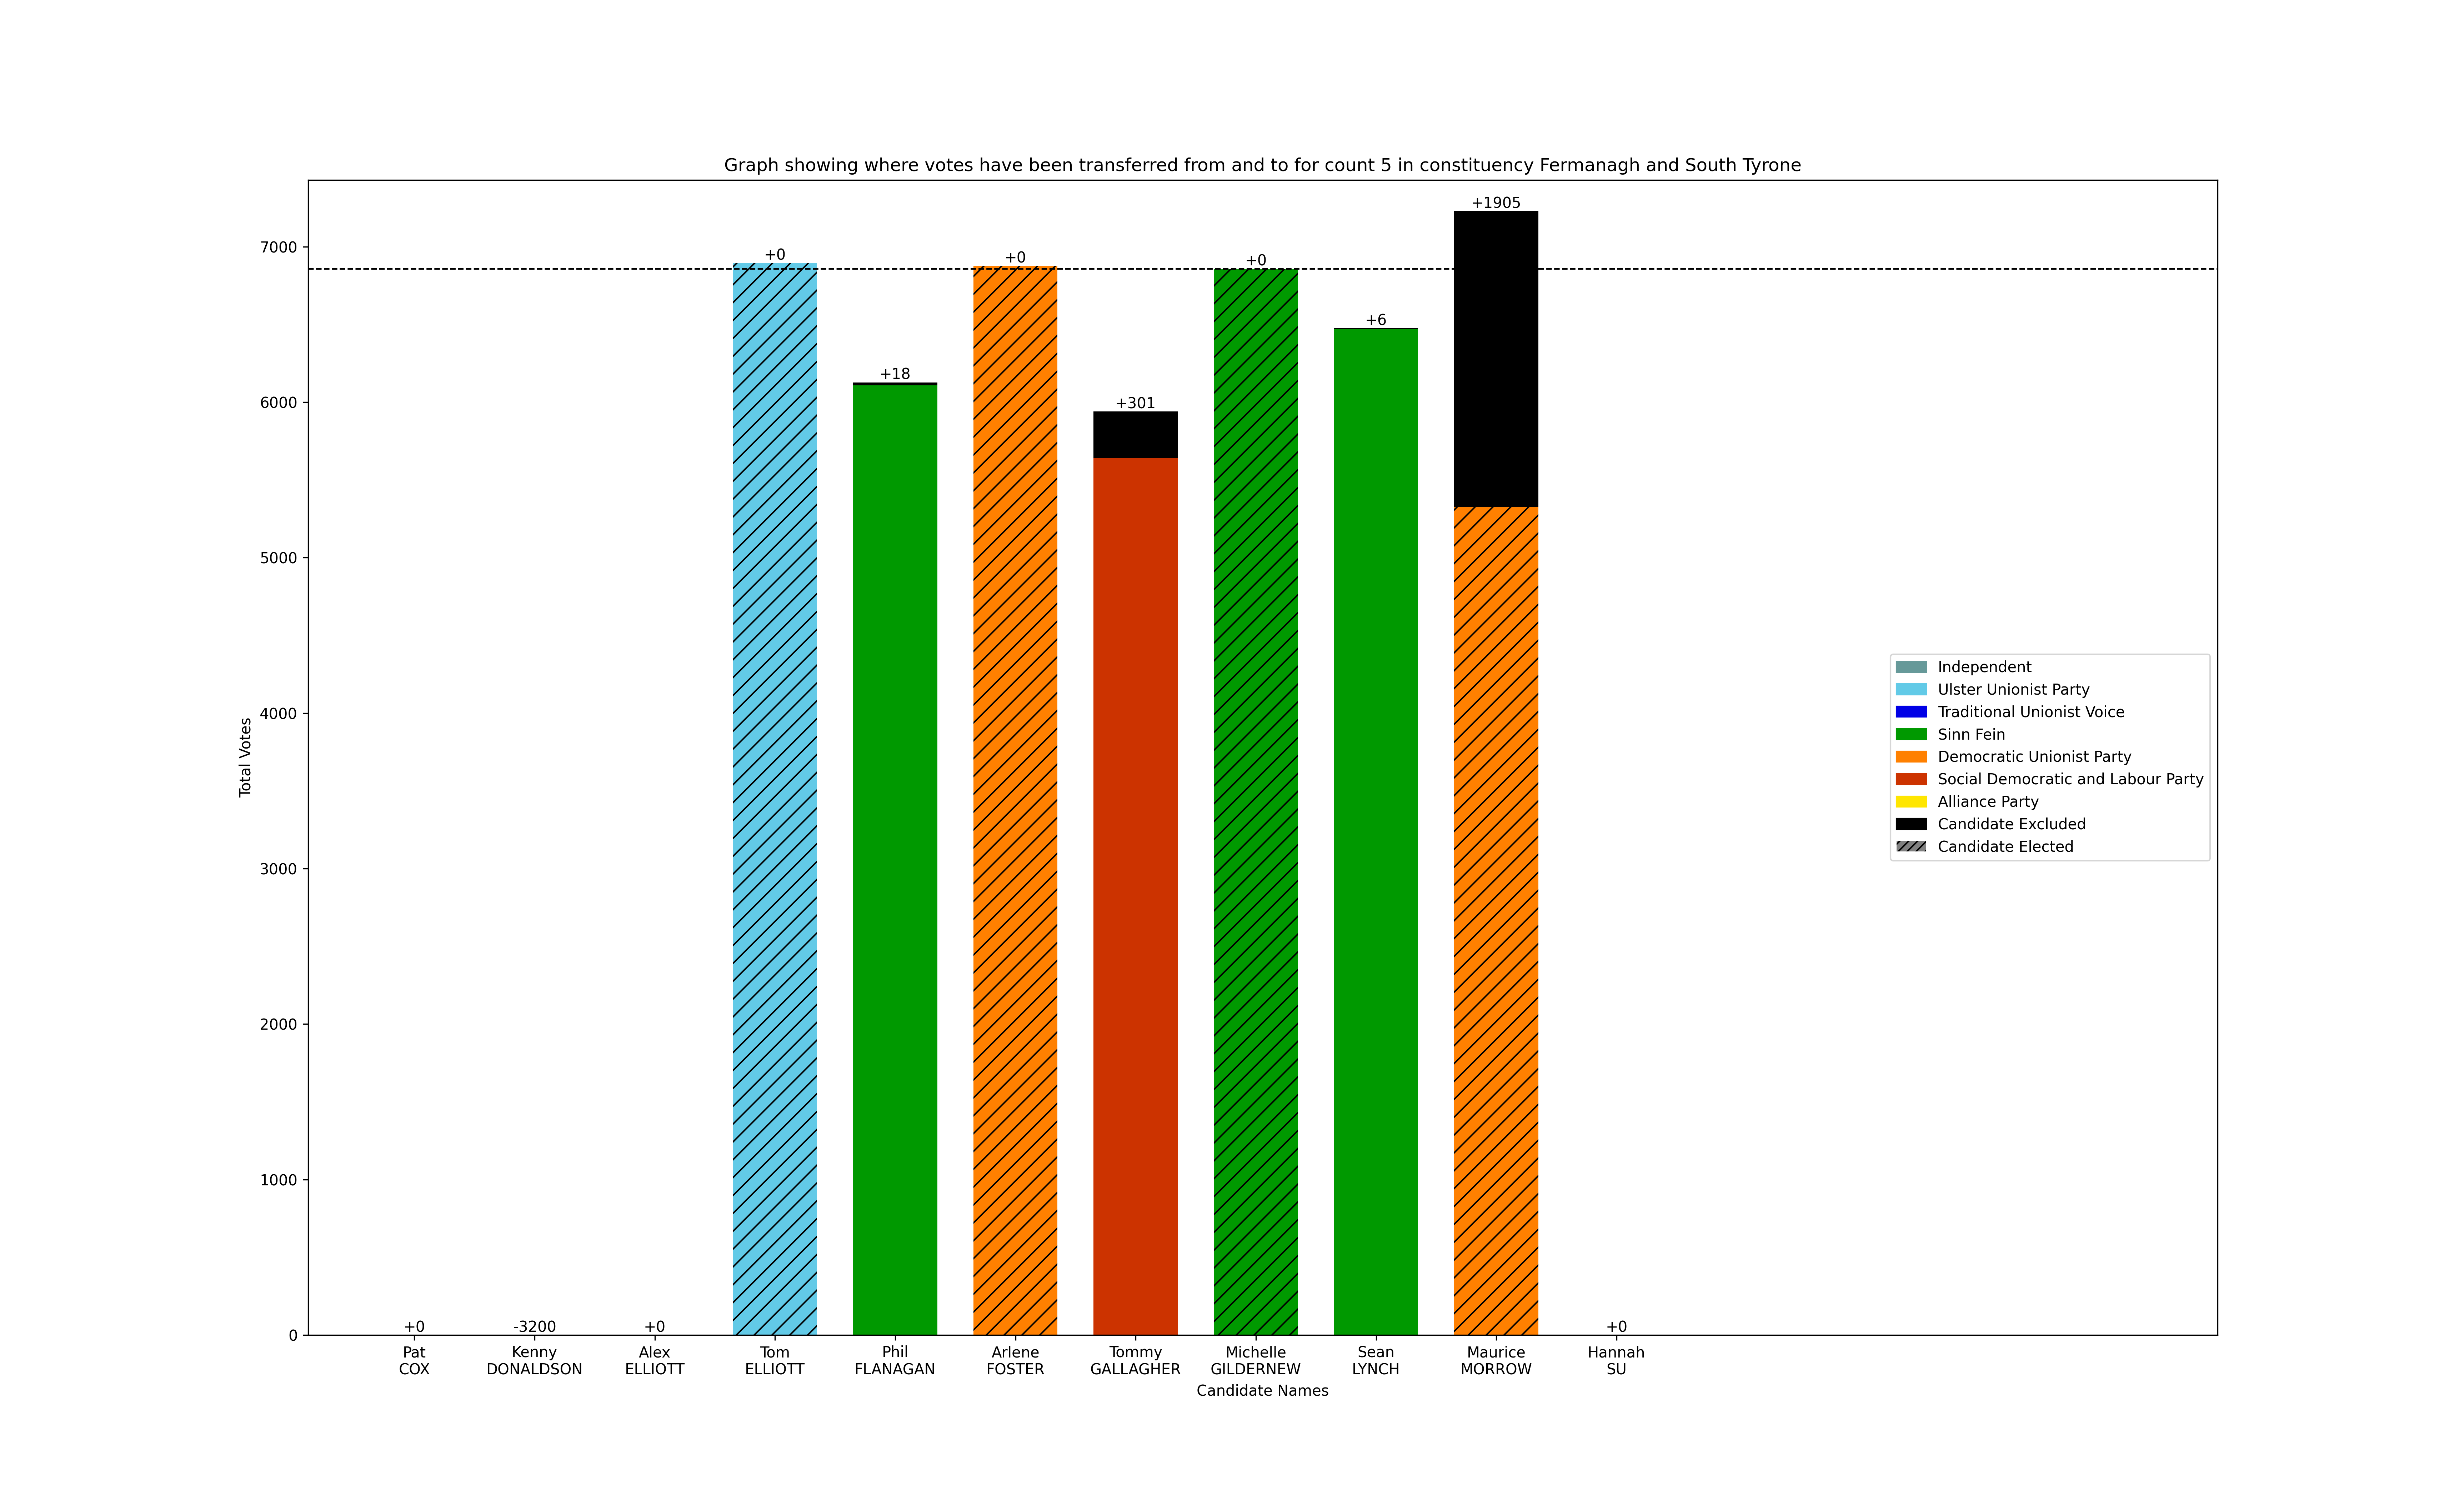 Graph showing where votes have been transferred from and to for count 5 in constituency Fermanagh and South Tyrone
+1905
7000
+0
+0
+0
+6
+18
6000
+301
5000
Independent
Ulster Unionist Party
4000
Traditional Unionist Voice
Total Votes
Sinn Fein
Democratic Unionist Party
Social Democratic and Labour Party
Alliance Party
Candidate Excluded
Candidate Elected
3000
2000
1000
0
+0
-3200
+0
+0
Pat
COX
Kenny
DONALDSON
Alex
ELLIOTT
Tom
ELLIOTT
Phil
FLANAGAN
Arlene
FOSTER
Tommy
GALLAGHER
Michelle
GILDERNEW
Sean
LYNCH
Maurice
MORROW
Hannah
SU
Candidate Names